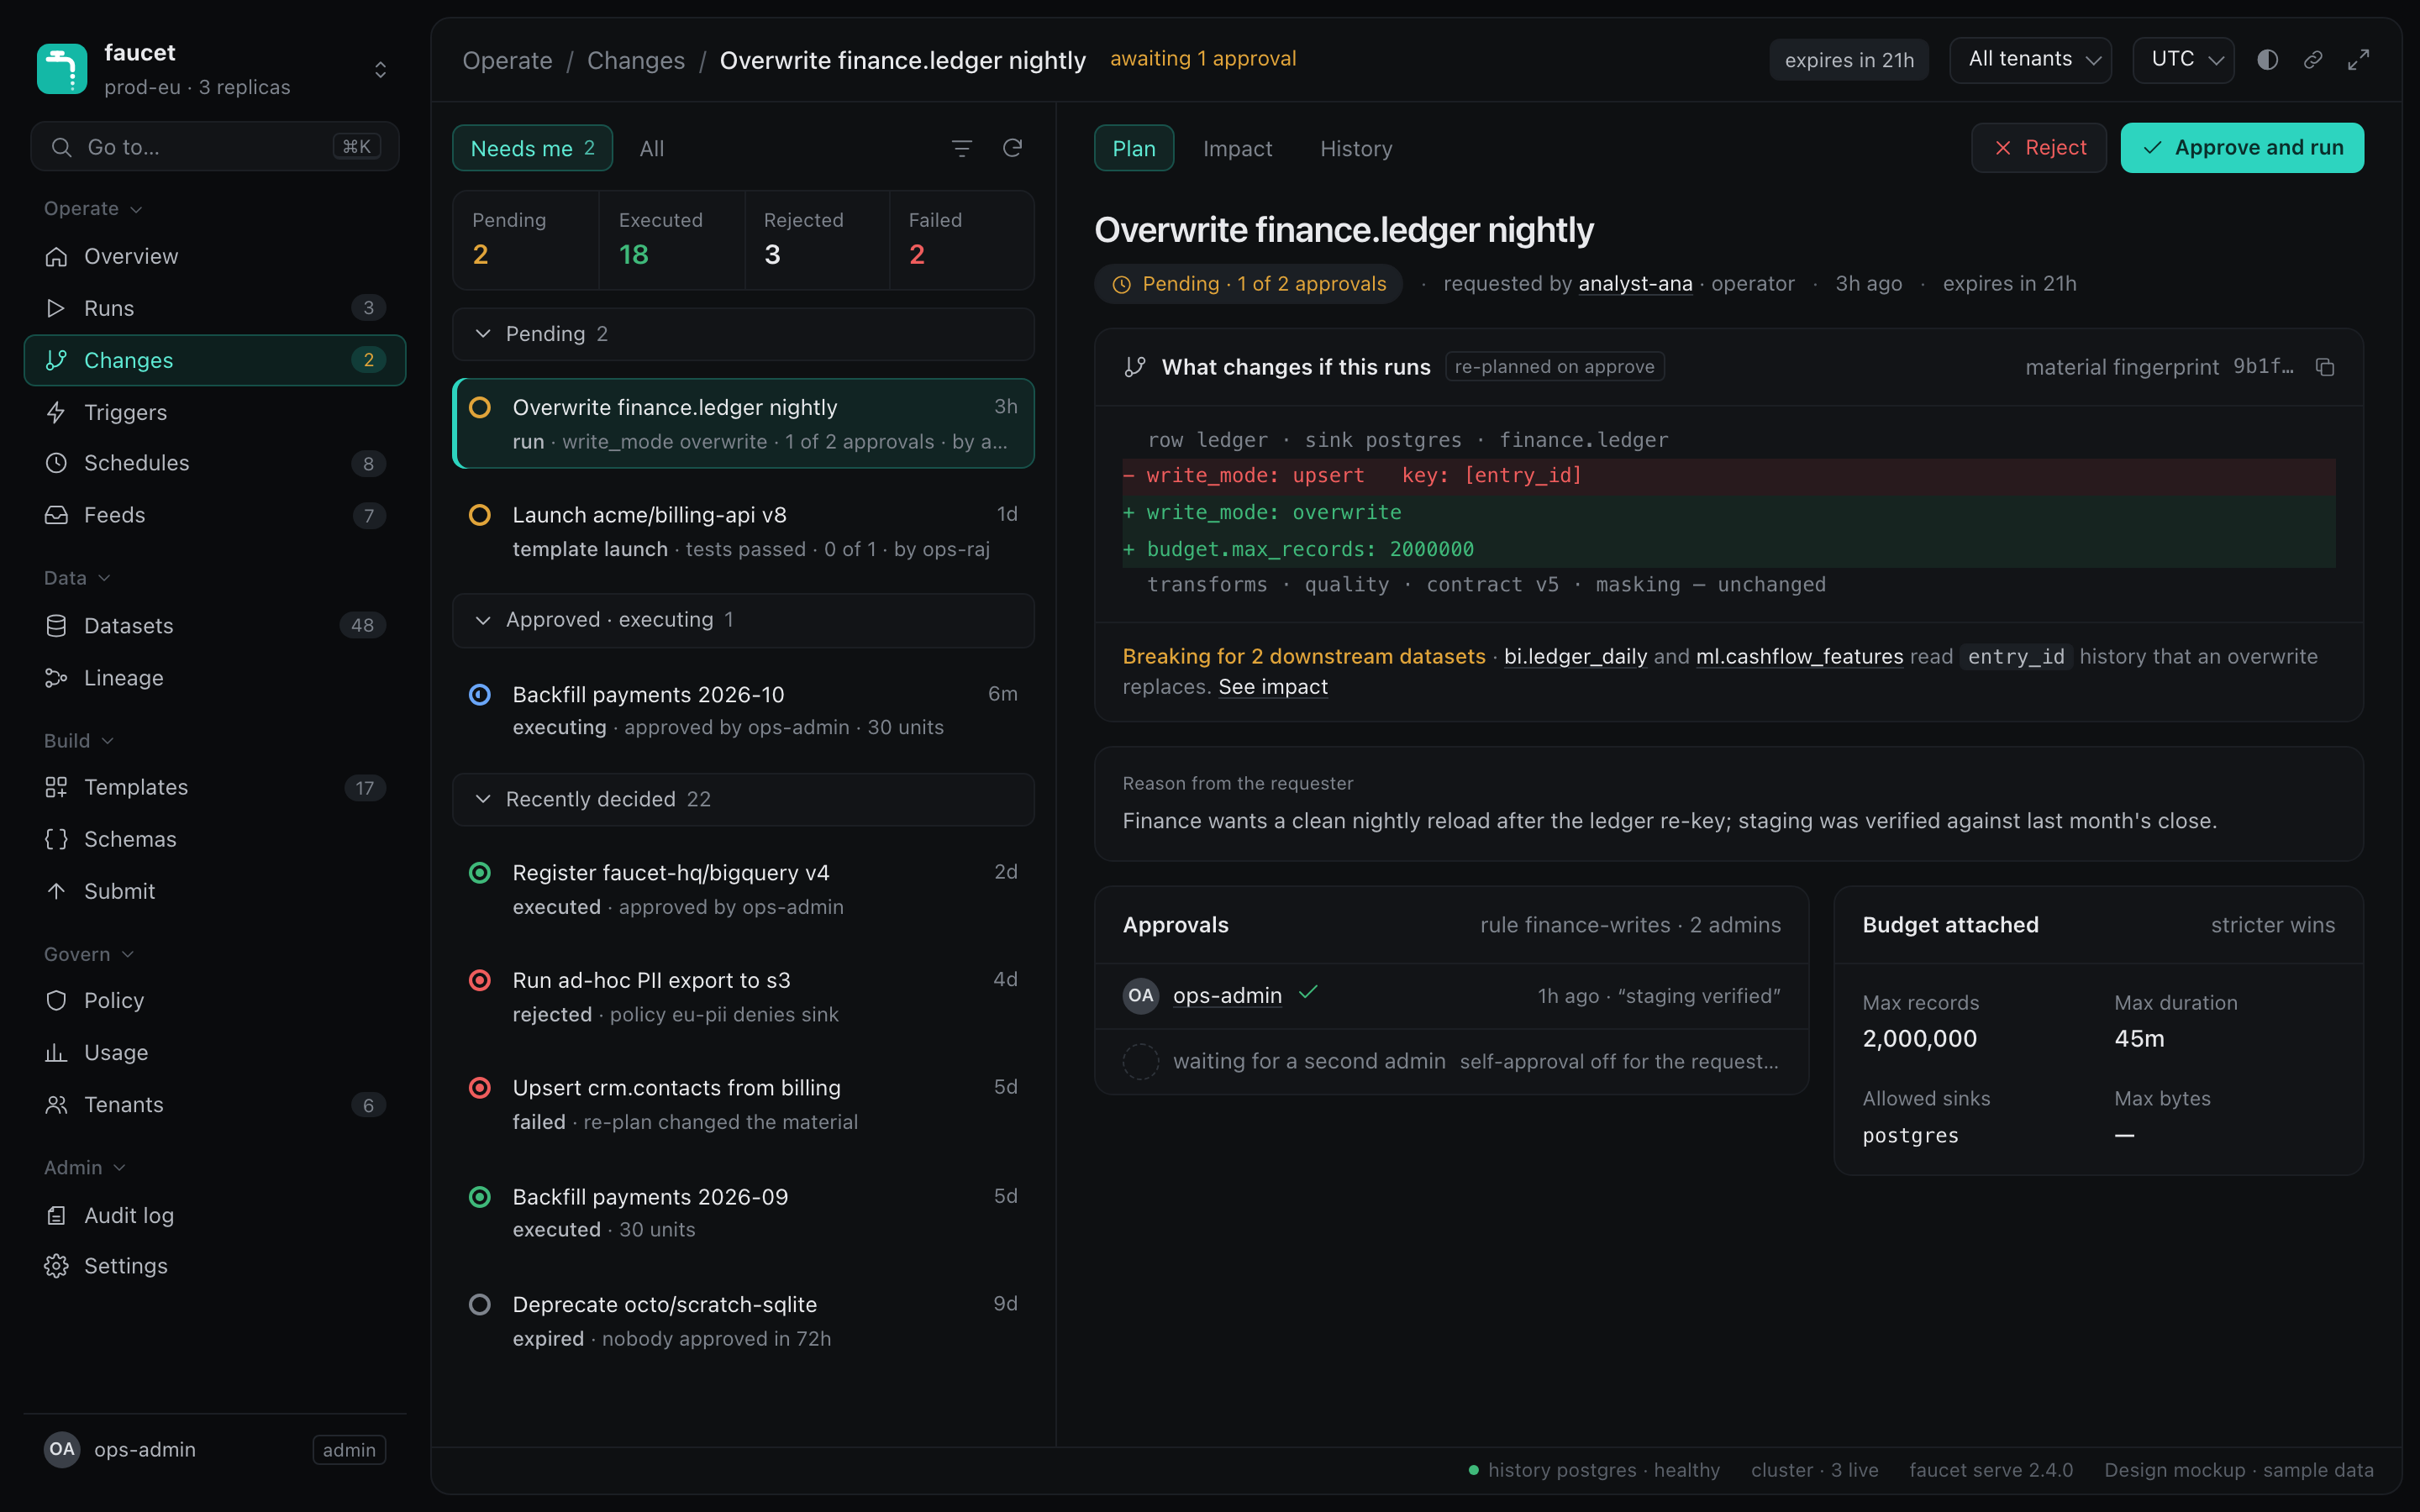 faucet
prod-eu · 3 replicas
Go to...
⌘K
Operate
Overview
Runs 3
Changes 2
Triggers
Schedules 8
Feeds 7
Data
Datasets 48
Lineage
Build
Templates 17
Schemas
Submit
Govern
Policy
Usage
Tenants 6
Admin
Audit log
Settings
OA ops-admin admin
Operate / Changes / Overwrite finance.ledger nightly awaiting 1 approval
expires in 21h All tenants UTC
Needs me 2 All
Pending Executed Rejected Failed
2 18 3 2
Pending 2
Overwrite finance.ledger nightly 3h
run · write_mode overwrite · 1 of 2 approvals · by a...
Launch acme/billing-api v8 1d
template launch · tests passed · 0 of 1 · by ops-raj
Approved · executing 1
Backfill payments 2026-10 6m
executing · approved by ops-admin · 30 units
Recently decided 22
Register faucet-hq/bigquery v4 2d
executed · approved by ops-admin
Run ad-hoc PII export to s3 4d
rejected · policy eu-pii denies sink
Upsert crm.contacts from billing 5d
failed · re-plan changed the material
Backfill payments 2026-09 5d
executed · 30 units
Deprecate octo/scratch-sqlite 9d
expired · nobody approved in 72h
Plan Impact History
Reject Approve and run
Overwrite finance.ledger nightly
Pending · 1 of 2 approvals · requested by analyst-ana · operator · 3h ago · expires in 21h
What changes if this runs re-planned on approve material fingerprint 9b1f…
row ledger · sink postgres · finance.ledger
− write_mode: upsert key: [entry_id]
+ write_mode: overwrite
+ budget.max_records: 2000000
transforms · quality · contract v5 · masking — unchanged
Breaking for 2 downstream datasets · bi.ledger_daily and ml.cashflow_features read entry_id history that an overwrite
replaces. See impact
Reason from the requester
Finance wants a clean nightly reload after the ledger re-key; staging was verified against last month's close.
Approvals rule finance-writes · 2 admins
OA ops-admin 1h ago · “staging verified”
waiting for a second admin self-approval off for the request...
Budget attached stricter wins
Max records Max duration
2,000,000 45m
Allowed sinks Max bytes
postgres —
history postgres · healthy cluster · 3 live faucet serve 2.4.0 Design mockup · sample data